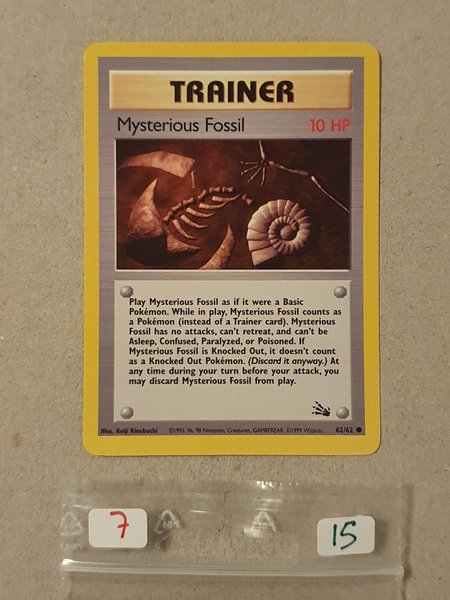 TRAINER
Mysterious Fossil 10 HP
Play Mysterious Fossil as if it were a Basic
Pokémon. While in play, Mysterious Fossil counts as
a Pokémon (instead of a Trainer card). Mysterious
Fossil has no attacks, can't retreat, and can't be
Asleep, Confused, Paralyzed, or Poisoned. If
Mysterious Fossil is Knocked Out, it doesn't count
as a Knocked Out Pokémon. (Discard it anyway.) At
any time during your turn before your attack, you
may discard Mysterious Fossil from play.
Illus. Keiji Kinebuchi ©1995, 96, 98 Nintendo, Creatures, GAMEFREAK. ©1999 Wizards. 62/62
7 15